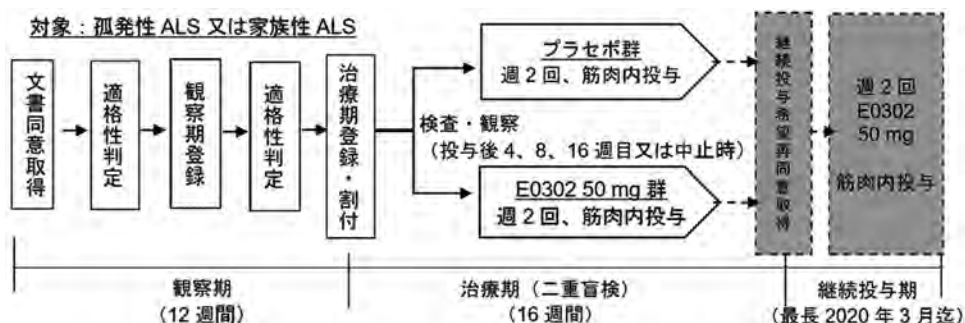 対象：孤発性 ALS 又は家族性 ALS
文書同意取得
適格性判定
観察期登録
適格性判定
治療期登録・割付
プラセボ群
週 2 回、筋肉内投与
検査・観察
（投与後 4、8、16 週目又は中止時）
E0302 50 mg 群
週 2 回、筋肉内投与
継続投与希望再同意取得
週 2 回
E0302
50 mg
筋肉内投与
観察期
（12 週間）
治療期（二重盲検）
（16 週間）
継続投与期
（最長 2020 年 3 月迄）